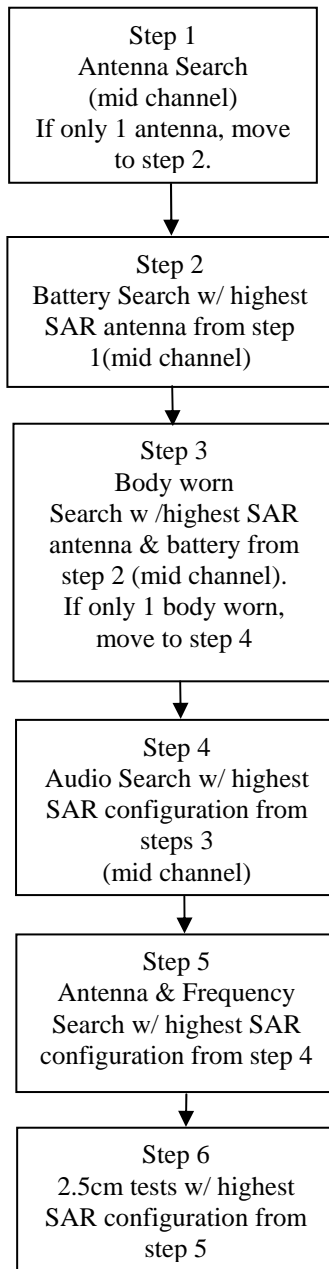 Step 1
Antenna Search
(mid channel)
If only 1 antenna, move
to step 2.
Step 2
Battery Search w/ highest
SAR antenna from step
1(mid channel)
Step 3
Body worn
Search w /highest SAR
antenna & battery from
step 2 (mid channel).
If only 1 body worn,
move to step 4
Step 4
Audio Search w/ highest
SAR configuration from
steps 3
(mid channel)
Step 5
Antenna & Frequency
Search w/ highest SAR
configuration from step 4
Step 6
2.5cm tests w/ highest
SAR configuration from
step 5